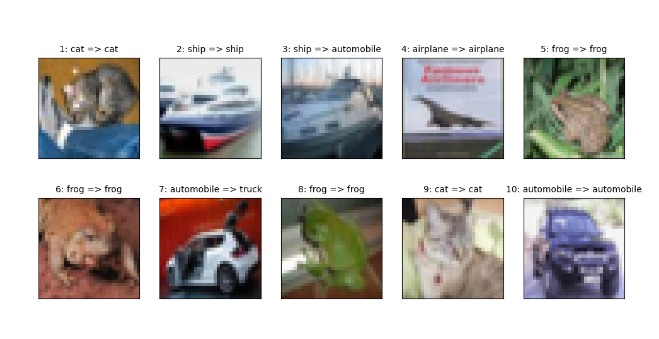 1: cat => cat
2: ship => ship
3: ship => automobile
4: airplane => airplane
5: frog => frog
6: frog => frog
7: automobile => truck
8: frog => frog
9: cat => cat
10: automobile => automobile